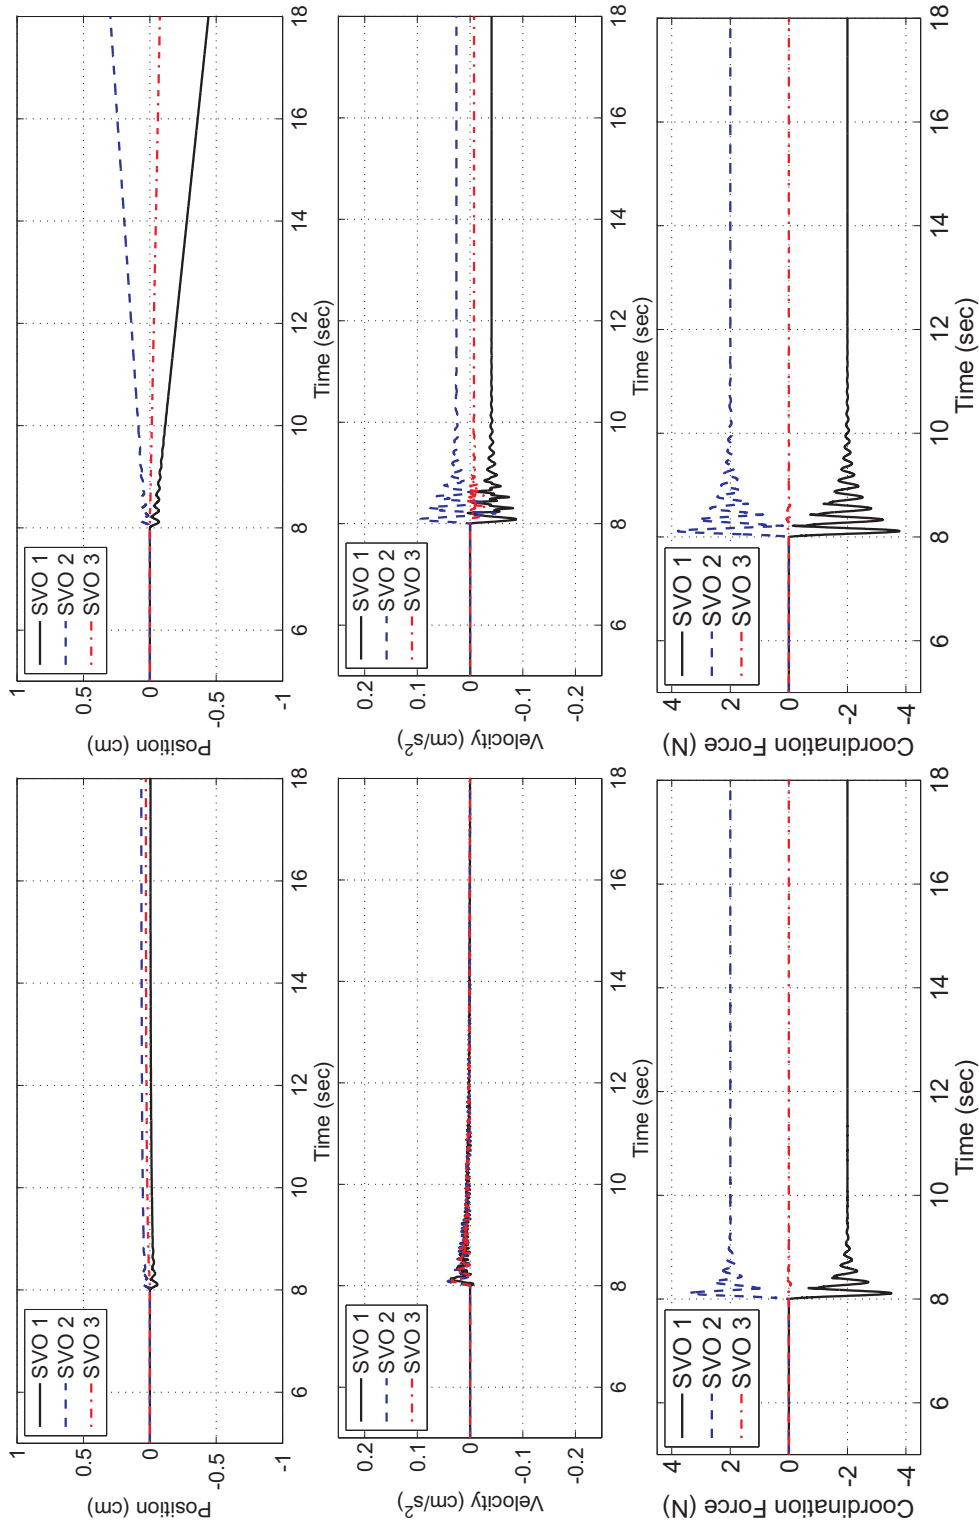 1
0.5
0
-0.5
-1
Position (cm)
SVO 1
SVO 2
SVO 3
6 8 10 12 14 16 18
Time (sec)
1
0.5
0
-0.5
-1
Position (cm)
SVO 1
SVO 2
SVO 3
6 8 10 12 14 16 18
Time (sec)
0.2
0.1
0
-0.1
-0.2
Velocity (cm/s²)
SVO 1
SVO 2
SVO 3
6 8 10 12 14 16 18
Time (sec)
0.2
0.1
0
-0.1
-0.2
Velocity (cm/s²)
SVO 1
SVO 2
SVO 3
6 8 10 12 14 16 18
Time (sec)
4
2
0
-2
-4
Coordination Force (N)
SVO 1
SVO 2
SVO 3
6 8 10 12 14 16 18
Time (sec)
4
2
0
-2
-4
Coordination Force (N)
SVO 1
SVO 2
SVO 3
6 8 10 12 14 16 18
Time (sec)